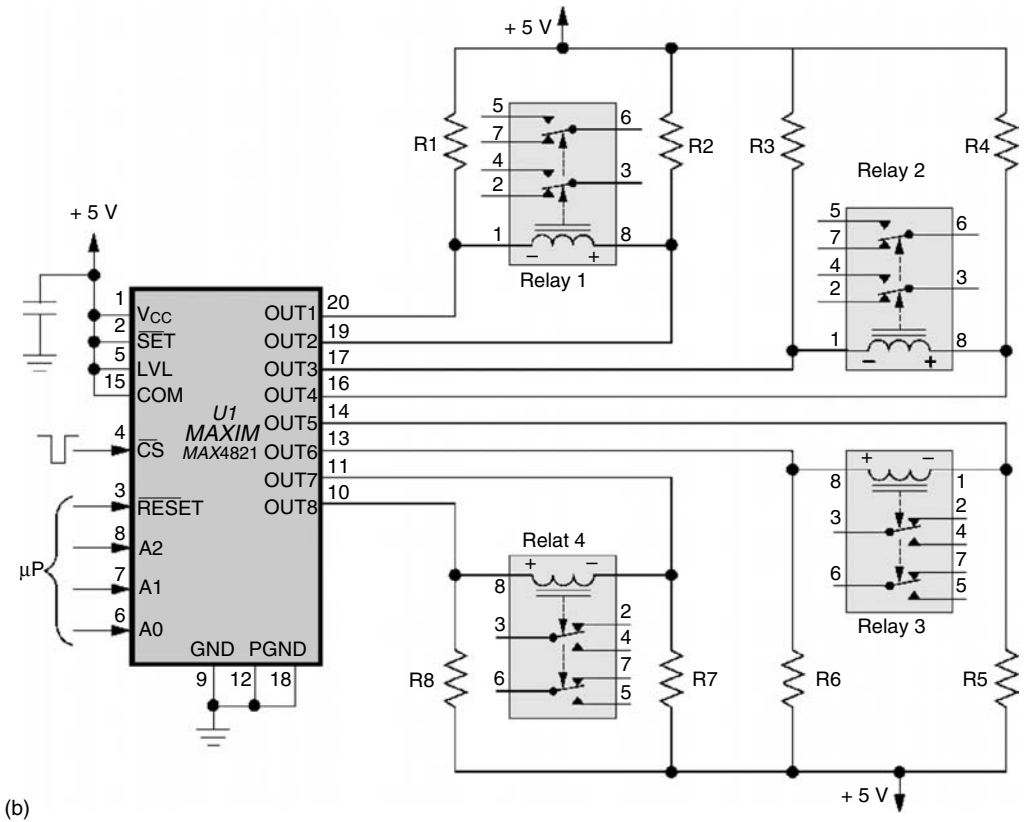 + 5 V
R1
5
7
4
2
6
3
1
8
−
+
Relay 1
R2
R3
R4
Relay 2
5
7
4
2
6
3
1
8
−
+
+ 5 V
1
VCC
2
SET
5
LVL
15
COM
4
CS
3
RESET
8
A2
7
A1
6
A0
μP
U1
MAXIM
MAX4821
OUT1
20
OUT2
19
OUT3
17
OUT4
16
OUT5
14
OUT6
13
OUT7
11
OUT8
10
GND
PGND
9
12
18
Relat 4
+
−
8
3
6
2
4
7
5
R8
R7
+
−
8
1
3
6
2
4
7
5
Relay 3
R6
R5
+ 5 V
(b)